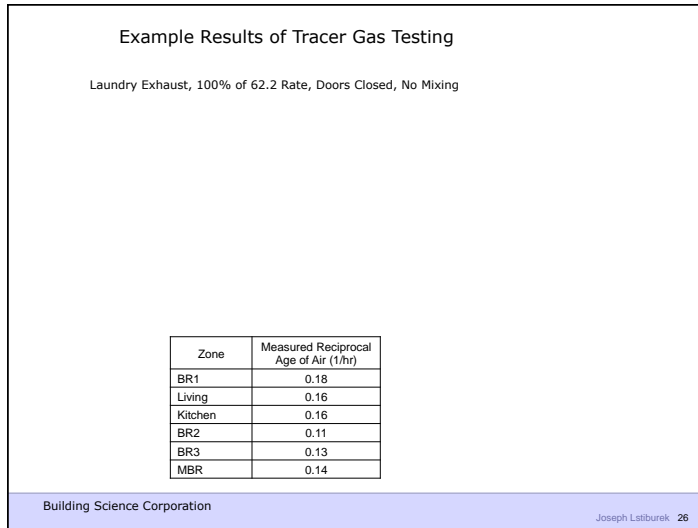 Example Results of Tracer Gas Testing
Laundry Exhaust, 100% of 62.2 Rate, Doors Closed, No Mixing
Zone Measured Reciprocal
Age of Air (1/hr)
BR1 0.18
Living 0.16
Kitchen 0.16
BR2 0.11
BR3 0.13
MBR 0.14
Building Science Corporation
Joseph Lstiburek 26